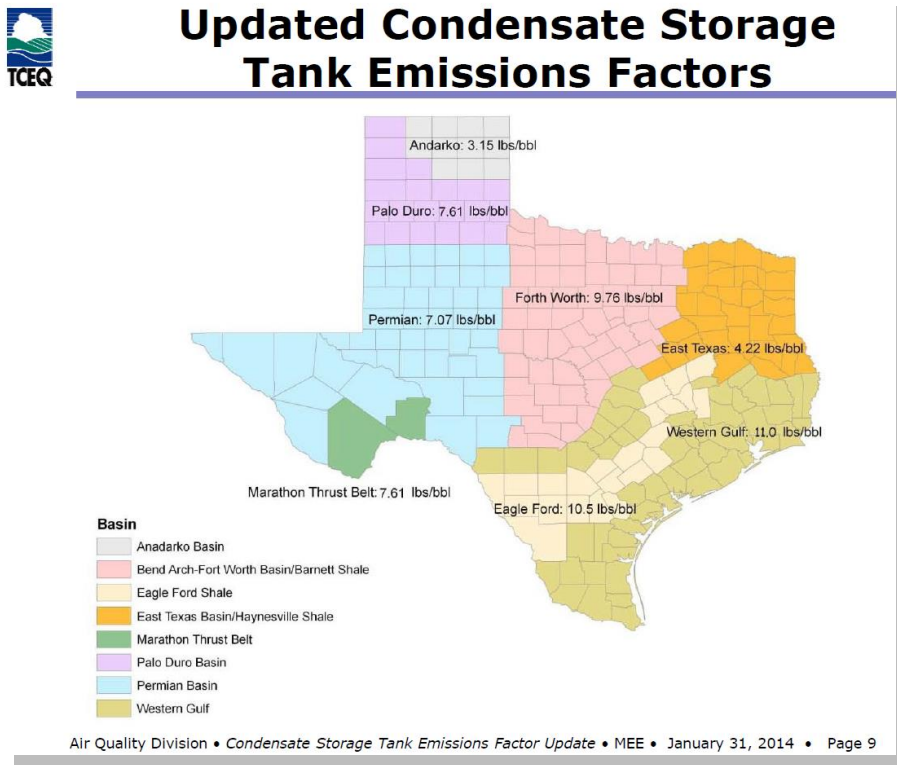 TCEQ
Updated Condensate Storage
Tank Emissions Factors
Andarko: 3.15 lbs/bbl
Palo Duro: 7.61 lbs/bbl
Forth Worth: 9.76 lbs/bbl
Permian: 7.07 lbs/bbl
East Texas: 4.22 lbs/bbl
Western Gulf: 11.0 lbs/bbl
Marathon Thrust Belt: 7.61 lbs/bbl
Eagle Ford: 10.5 lbs/bbl
Basin
Anadarko Basin
Bend Arch-Fort Worth Basin/Barnett Shale
Eagle Ford Shale
East Texas Basin/Haynesville Shale
Marathon Thrust Belt
Palo Duro Basin
Permian Basin
Western Gulf
Air Quality Division • Condensate Storage Tank Emissions Factor Update • MEE • January 31, 2014 • Page 9